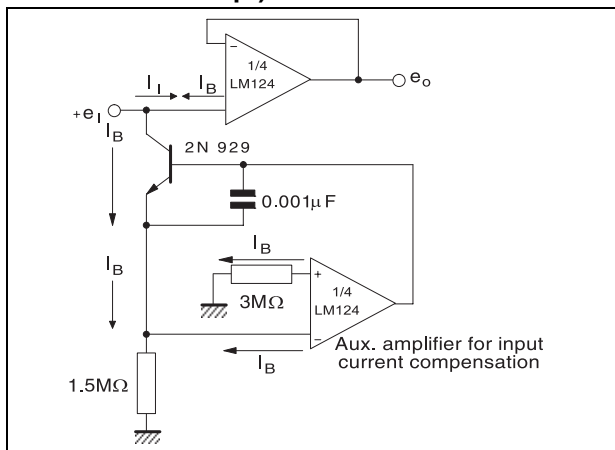 1/4
LM124
I I
I B
e o
+e I
I B
2N 929
0.001µF
I B
I B
3MΩ
1/4
LM124
I B
Aux. amplifier for input
current compensation
1.5MΩ